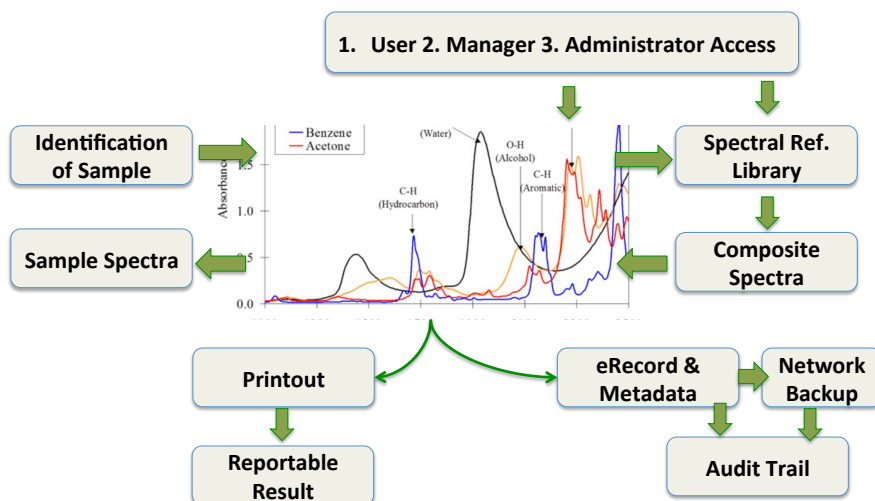 1. User 2. Manager 3. Administrator Access
Identification
of Sample
Benzene
Acetone
(Water)
O-H
(Alcohol)
C-H
(Aromatic)
C-H
(Hydrocarbon)
1.0
0.5
0.0
Spectral Ref.
Library
Sample Spectra
Composite
Spectra
Printout
eRecord &
Metadata
Network
Backup
Reportable
Result
Audit Trail